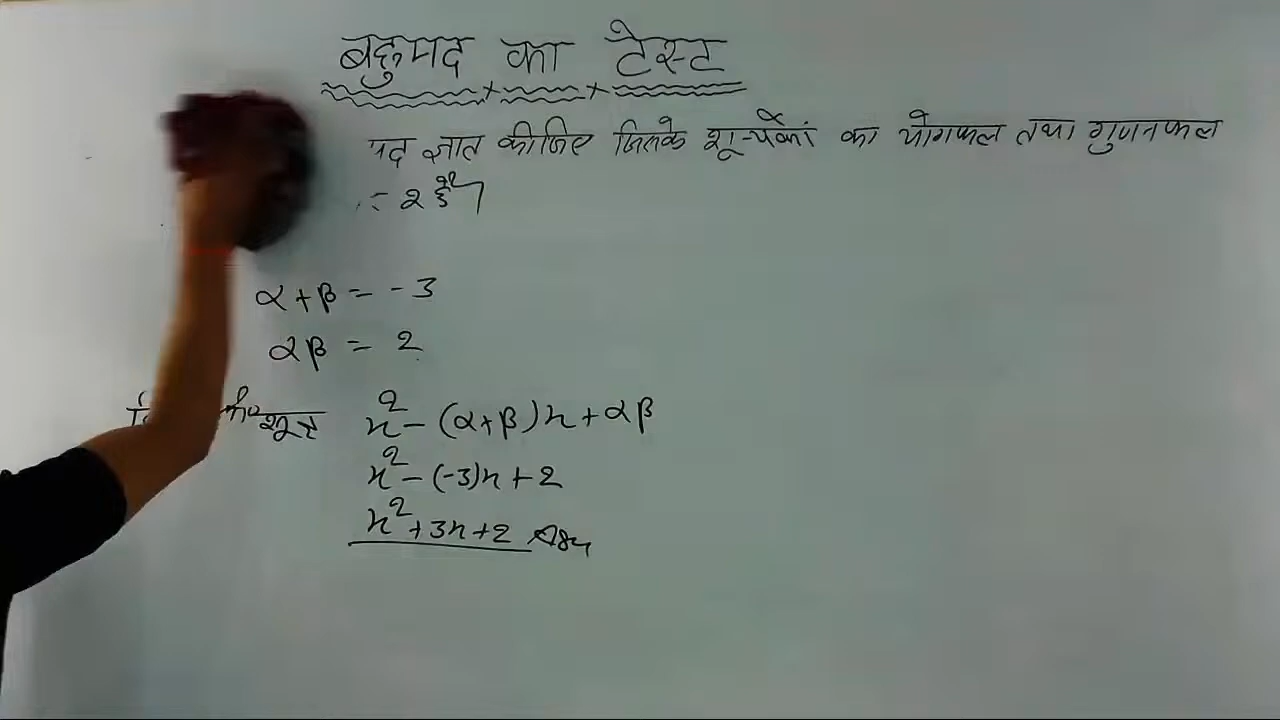 बहुपद का टेस्ट
पद ज्ञात कीजिए जिसके शून्यकों का योगफल तथा गुणनफल
2 है।
α+β = -3
αβ = 2
सूत्र x² - (α+β)x + αβ
x² - (-3)x + 2
x² + 3x + 2 Ans